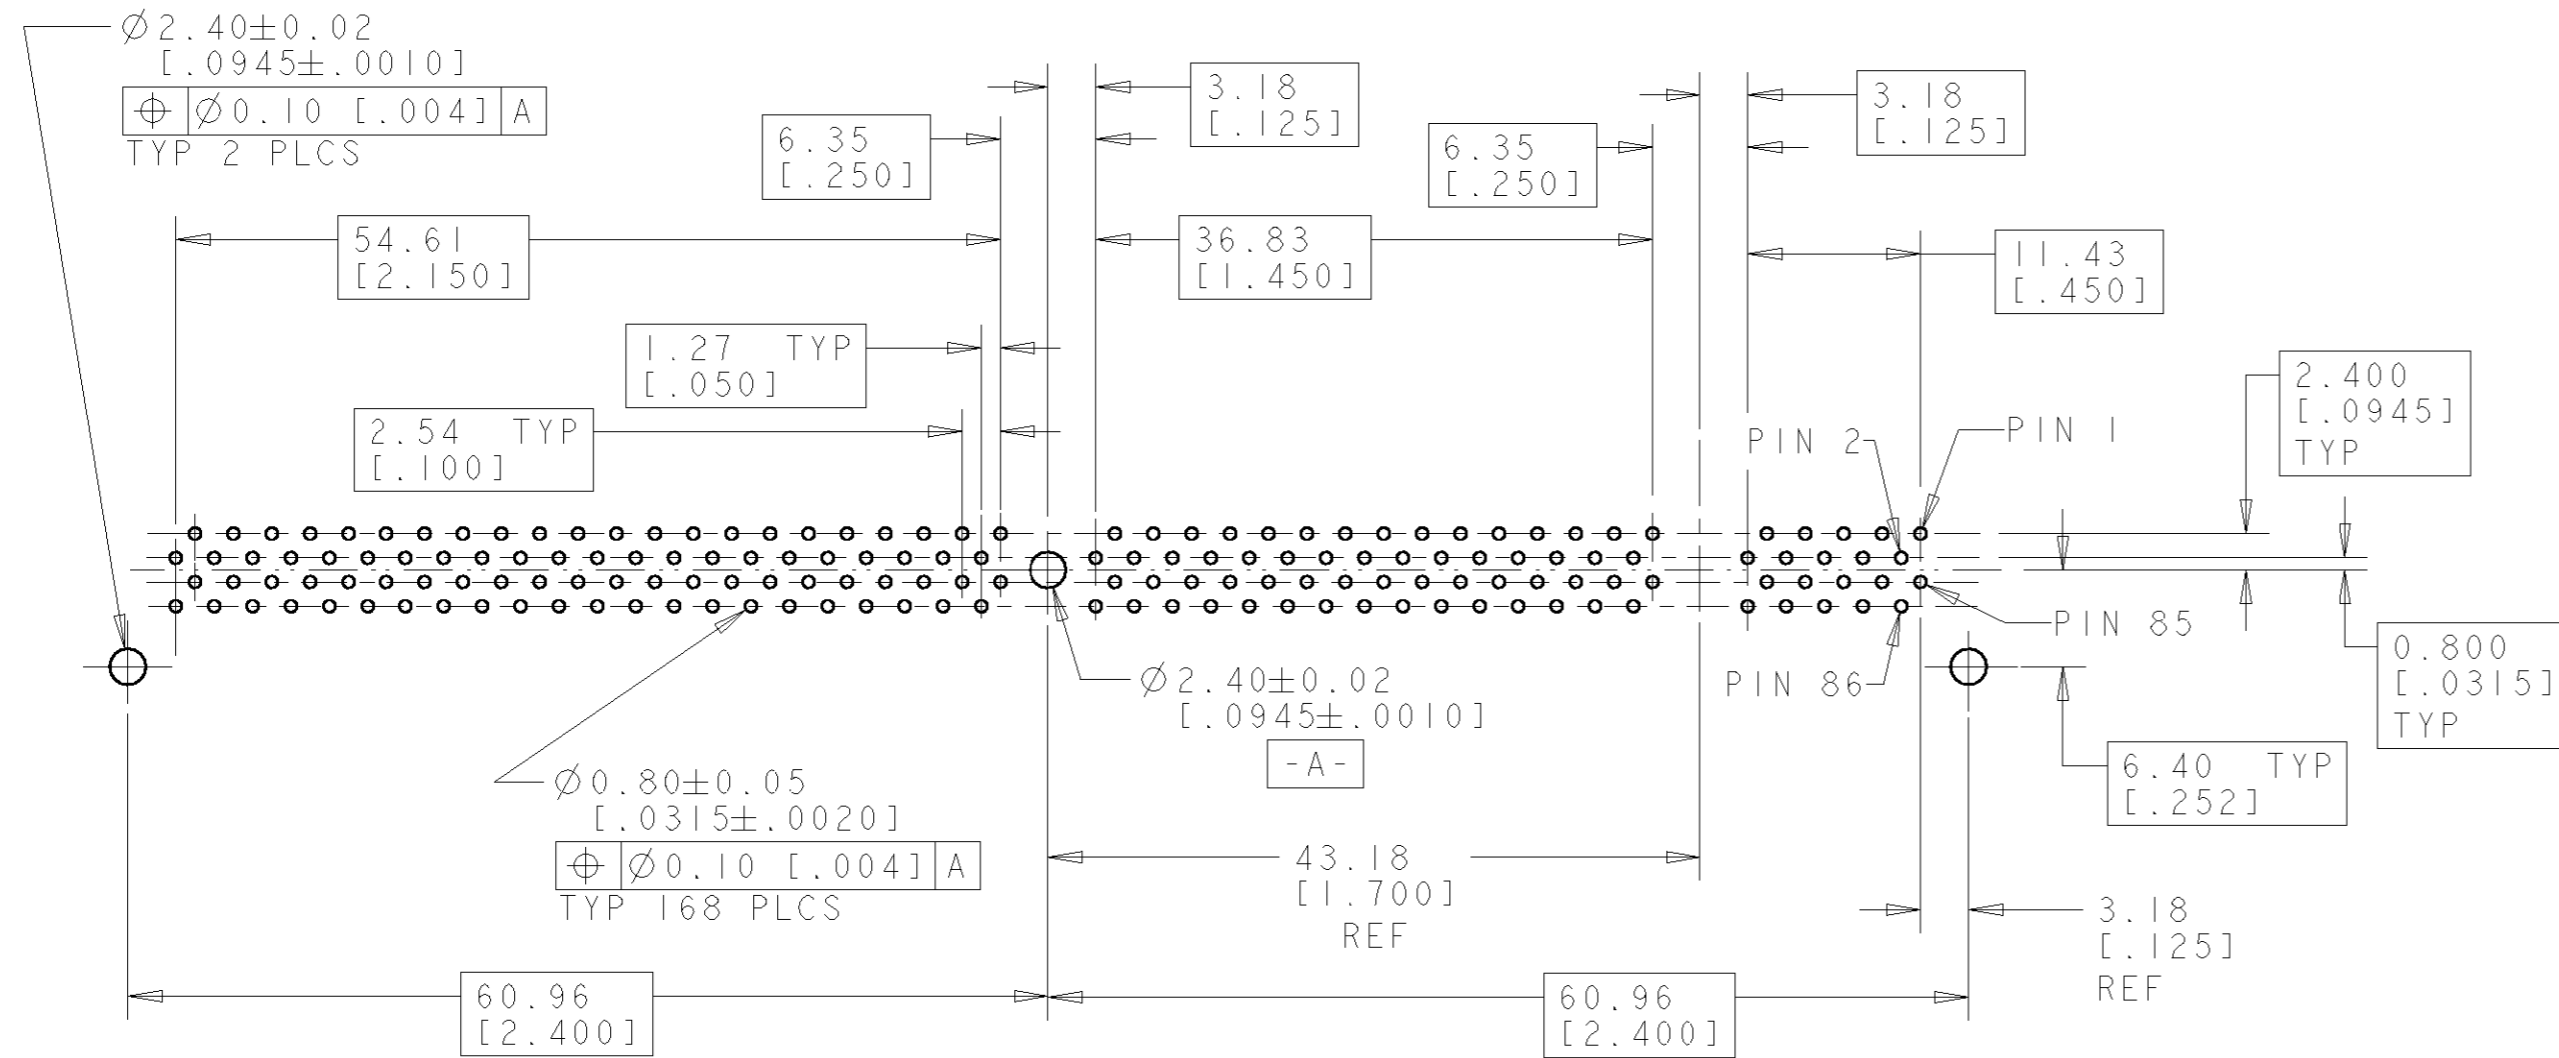 Ø2.40±0.02
[.0945±.0010]
⌖ Ø0.10 [.004] A
TYP 2 PLCS
3.18
[.125]
3.18
[.125]
6.35
[.250]
6.35
[.250]
54.61
[2.150]
36.83
[1.450]
11.43
[.450]
1.27 TYP
[.050]
2.400
[.0945]
TYP
2.54 TYP
[.100]
PIN 2
PIN 1
PIN 85
PIN 86
0.800
[.0315]
TYP
Ø2.40±0.02
[.0945±.0010]
-A-
6.40 TYP
[.252]
Ø0.80±0.05
[.0315±.0020]
⌖ Ø0.10 [.004] A
TYP 168 PLCS
43.18
[1.700]
REF
3.18
[.125]
REF
60.96
[2.400]
60.96
[2.400]